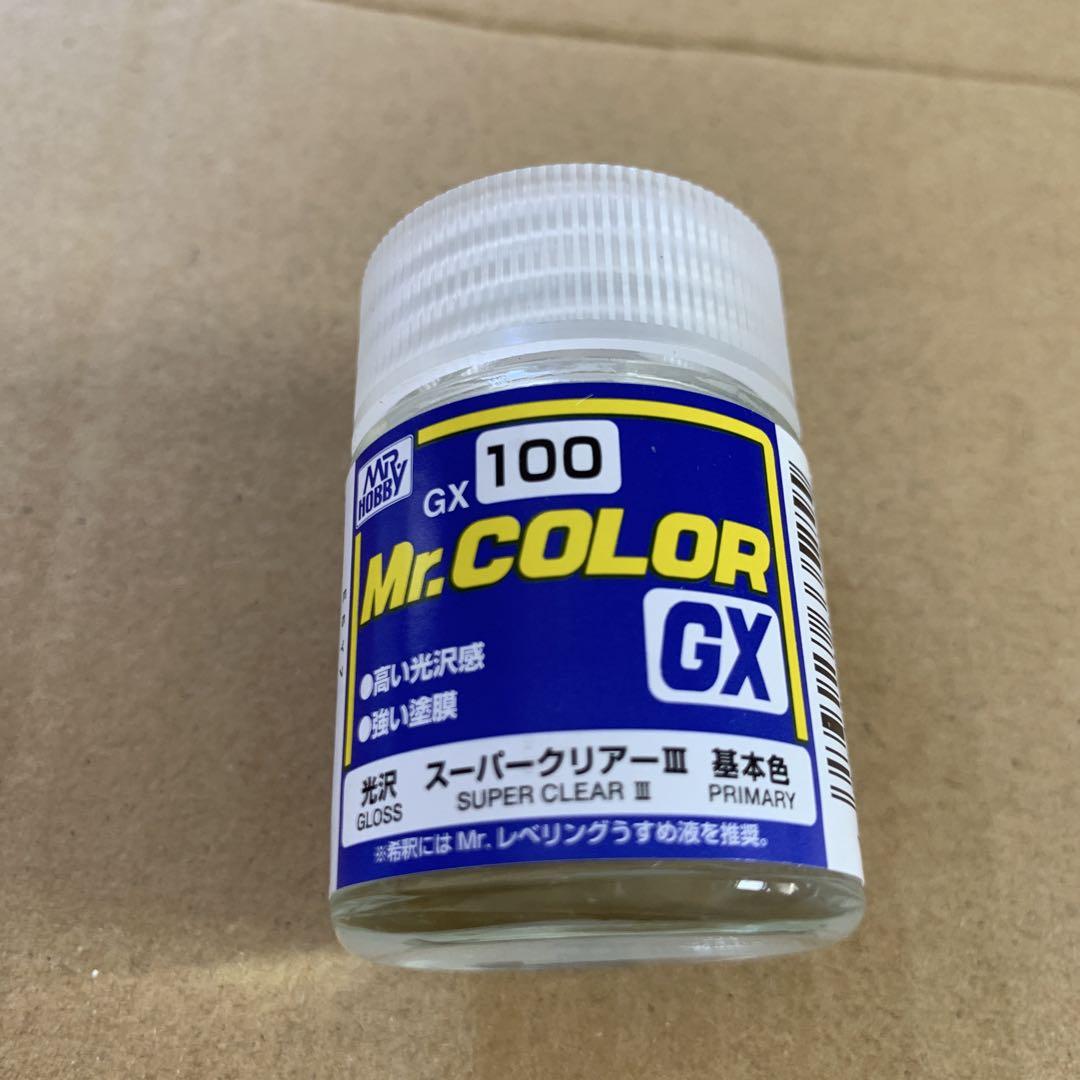 MR HOBBY
GX 100
Mr.COLOR
GX
●高い光沢感
●強い塗膜
光沢 スーパークリアーⅢ 基本色
GLOSS SUPER CLEAR Ⅲ PRIMARY
※希釈にはMr.レベリングうすめ液を推奨。